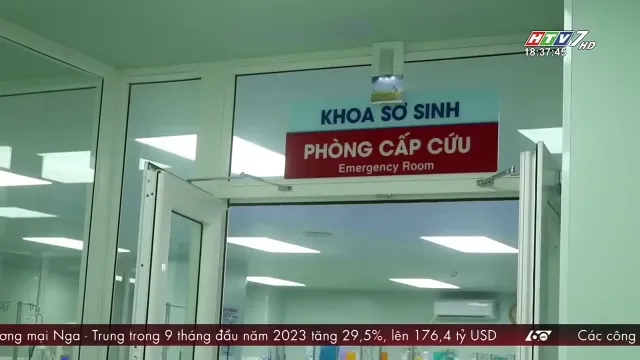 HTV7 HD
18:37:45
KHOA SƠ SINH
PHÒNG CẤP CỨU
Emergency Room
ương mại Nga - Trung trong 9 tháng đầu năm 2023 tăng 29,5%, lên 176,4 tỷ USD
Các công